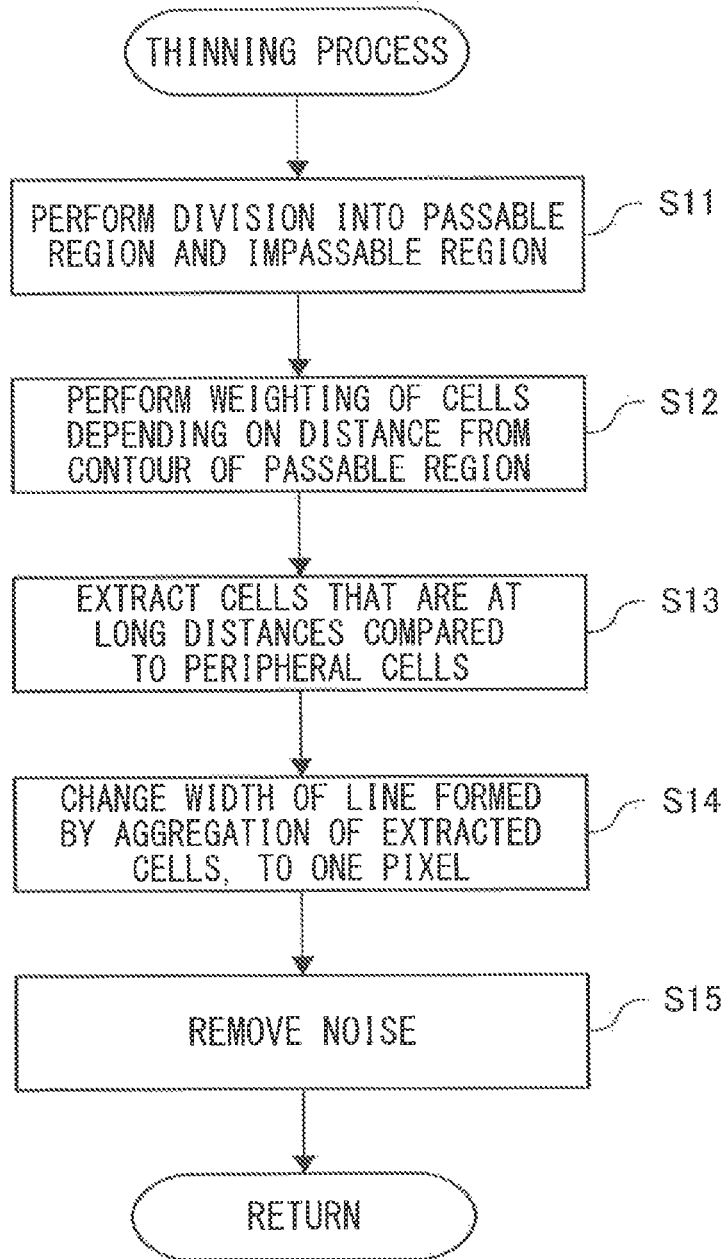 THINNING PROCESS
PERFORM DIVISION INTO PASSABLE
REGION AND IMPASSABLE REGION
S11
PERFORM WEIGHTING OF CELLS
DEPENDING ON DISTANCE FROM
CONTOUR OF PASSABLE REGION
S12
EXTRACT CELLS THAT ARE AT
LONG DISTANCES COMPARED
TO PERIPHERAL CELLS
S13
CHANGE WIDTH OF LINE FORMED
BY AGGREGATION OF EXTRACTED
CELLS, TO ONE PIXEL
S14
REMOVE NOISE
S15
RETURN